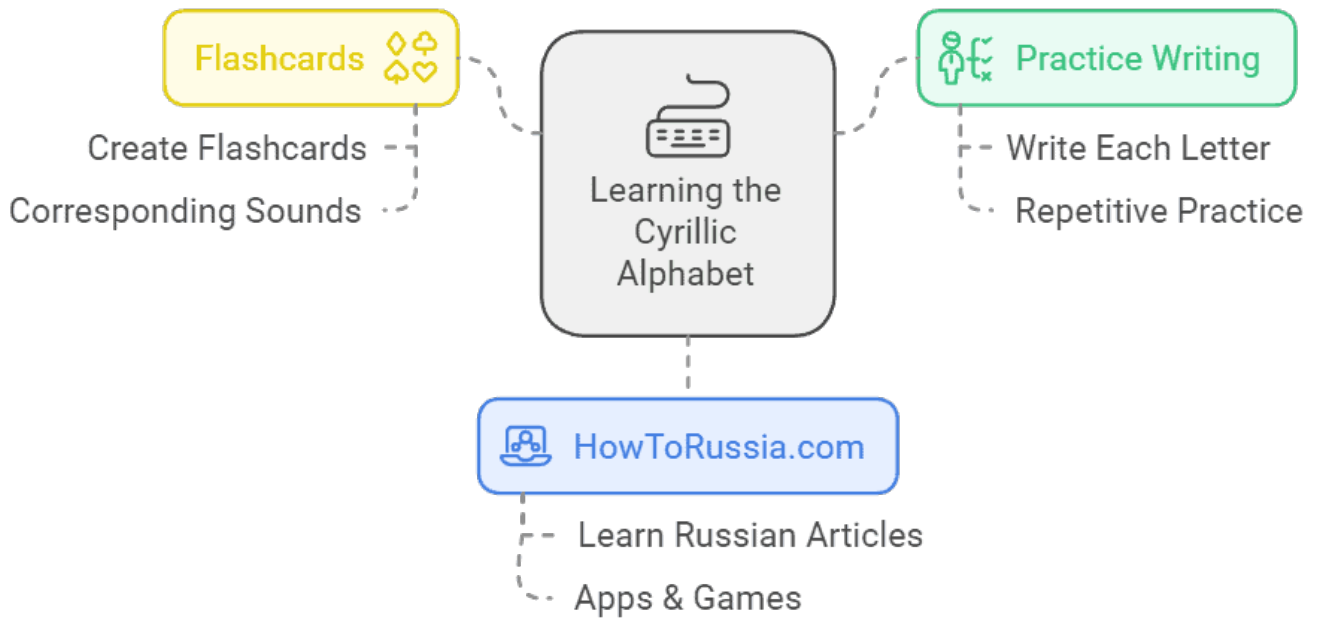 Flashcards
Create Flashcards
Corresponding Sounds
Learning the
Cyrillic
Alphabet
Practice Writing
Write Each Letter
Repetitive Practice
HowToRussia.com
Learn Russian Articles
Apps & Games